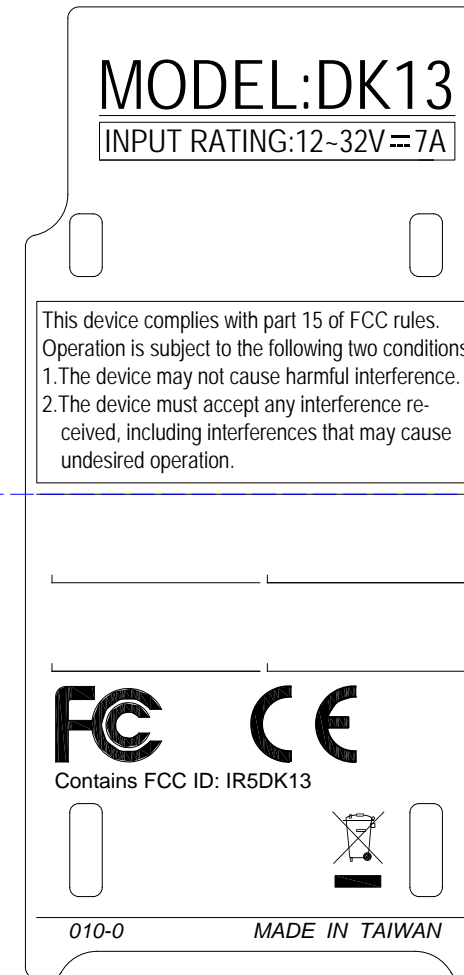 MODEL:DK13
INPUT RATING:12~32V⎓7A
This device complies with part 15 of FCC rules.
Operation is subject to the following two conditions
1.The device may not cause harmful interference.
2.The device must accept any interference re-
ceived, including interferences that may cause
undesired operation.
FC CE
Contains FCC ID: IR5DK13
010-0 MADE IN TAIWAN